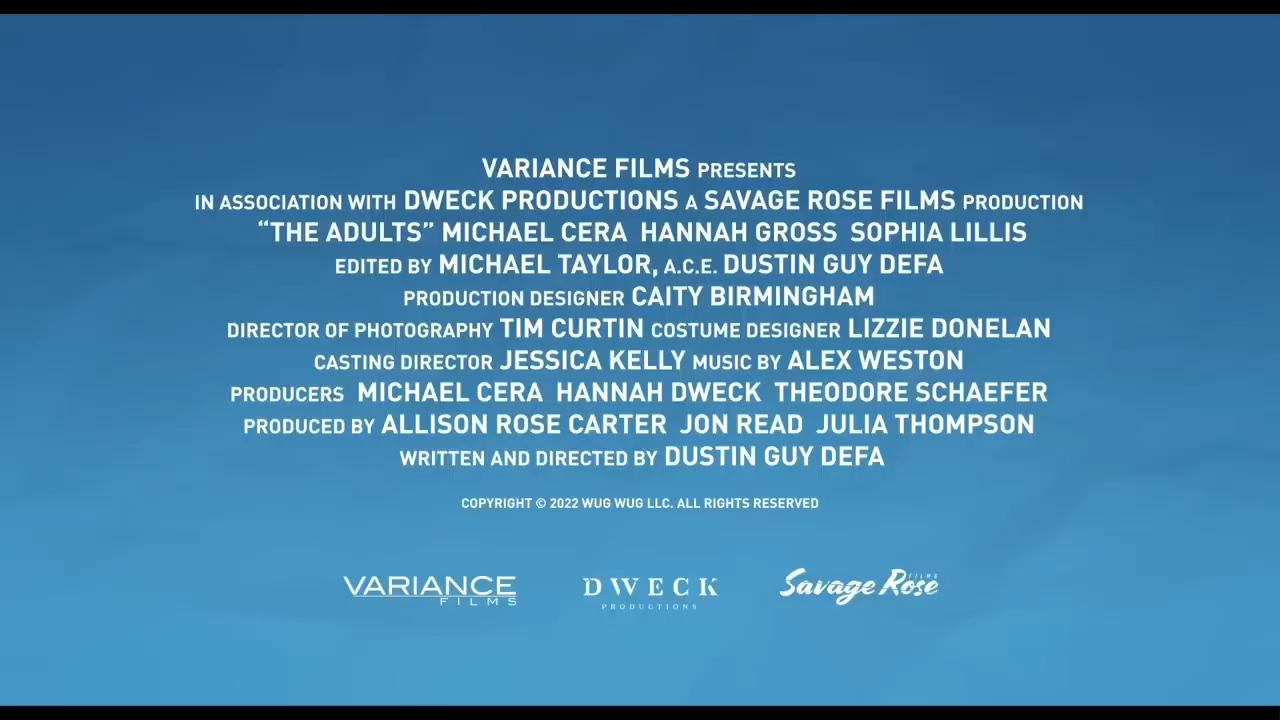 VARIANCE FILMS PRESENTS
IN ASSOCIATION WITH DWECK PRODUCTIONS A SAVAGE ROSE FILMS PRODUCTION
“THE ADULTS” MICHAEL CERA HANNAH GROSS SOPHIA LILLIS
EDITED BY MICHAEL TAYLOR, A.C.E. DUSTIN GUY DEFA
PRODUCTION DESIGNER CAITY BIRMINGHAM
DIRECTOR OF PHOTOGRAPHY TIM CURTIN COSTUME DESIGNER LIZZIE DONELAN
CASTING DIRECTOR JESSICA KELLY MUSIC BY ALEX WESTON
PRODUCERS MICHAEL CERA HANNAH DWECK THEODORE SCHAEFER
PRODUCED BY ALLISON ROSE CARTER JON READ JULIA THOMPSON
WRITTEN AND DIRECTED BY DUSTIN GUY DEFA
COPYRIGHT © 2022 WUG WUG LLC. ALL RIGHTS RESERVED
VARIANCE
FILMS
DWECK
PRODUCTIONS
Savage Rose
FILMS